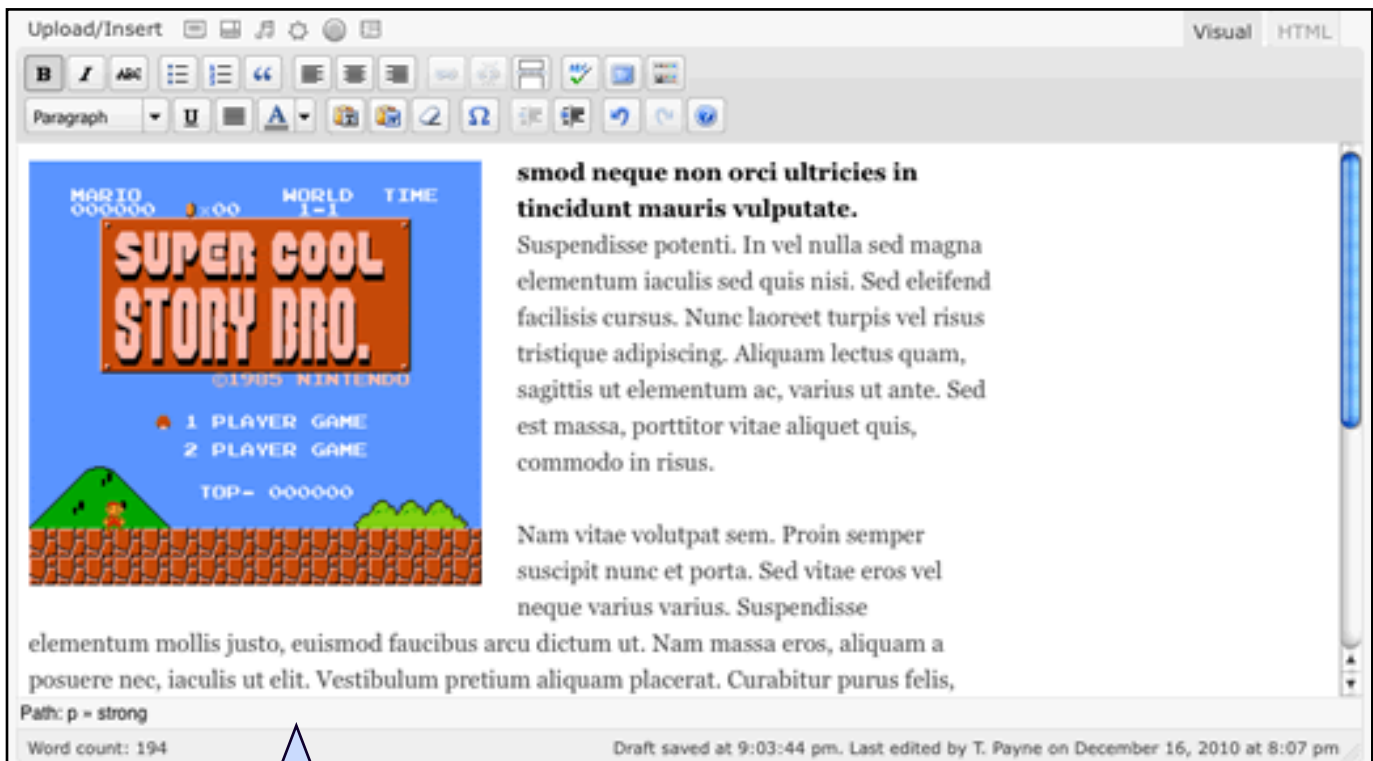 Upload/Insert
Visual HTML
B I ABC
Paragraph U A Ω
MARIO WORLD TIME
000000 ×00 1-1
SUPER COOL
STORY BRO.
©1985 NINTENDO
1 PLAYER GAME
2 PLAYER GAME
TOP- 000000
smod neque non orci ultricies in
tincidunt mauris vulputate.
Suspendisse potenti. In vel nulla sed magna
elementum iaculis sed quis nisi. Sed eleifend
facilisis cursus. Nunc laoreet turpis vel risus
tristique adipiscing. Aliquam lectus quam,
sagittis ut elementum ac, varius ut ante. Sed
est massa, porttitor vitae aliquet quis,
commodo in risus.
Nam vitae volutpat sem. Proin semper
suscipit nunc et porta. Sed vitae eros vel
neque varius varius. Suspendisse
elementum mollis justo, euismod faucibus arcu dictum ut. Nam massa eros, aliquam a
posuere nec, iaculis ut elit. Vestibulum pretium aliquam placerat. Curabitur purus felis,
Path: p » strong
Word count: 194
Draft saved at 9:03:44 pm. Last edited by T. Payne on December 16, 2010 at 8:07 pm